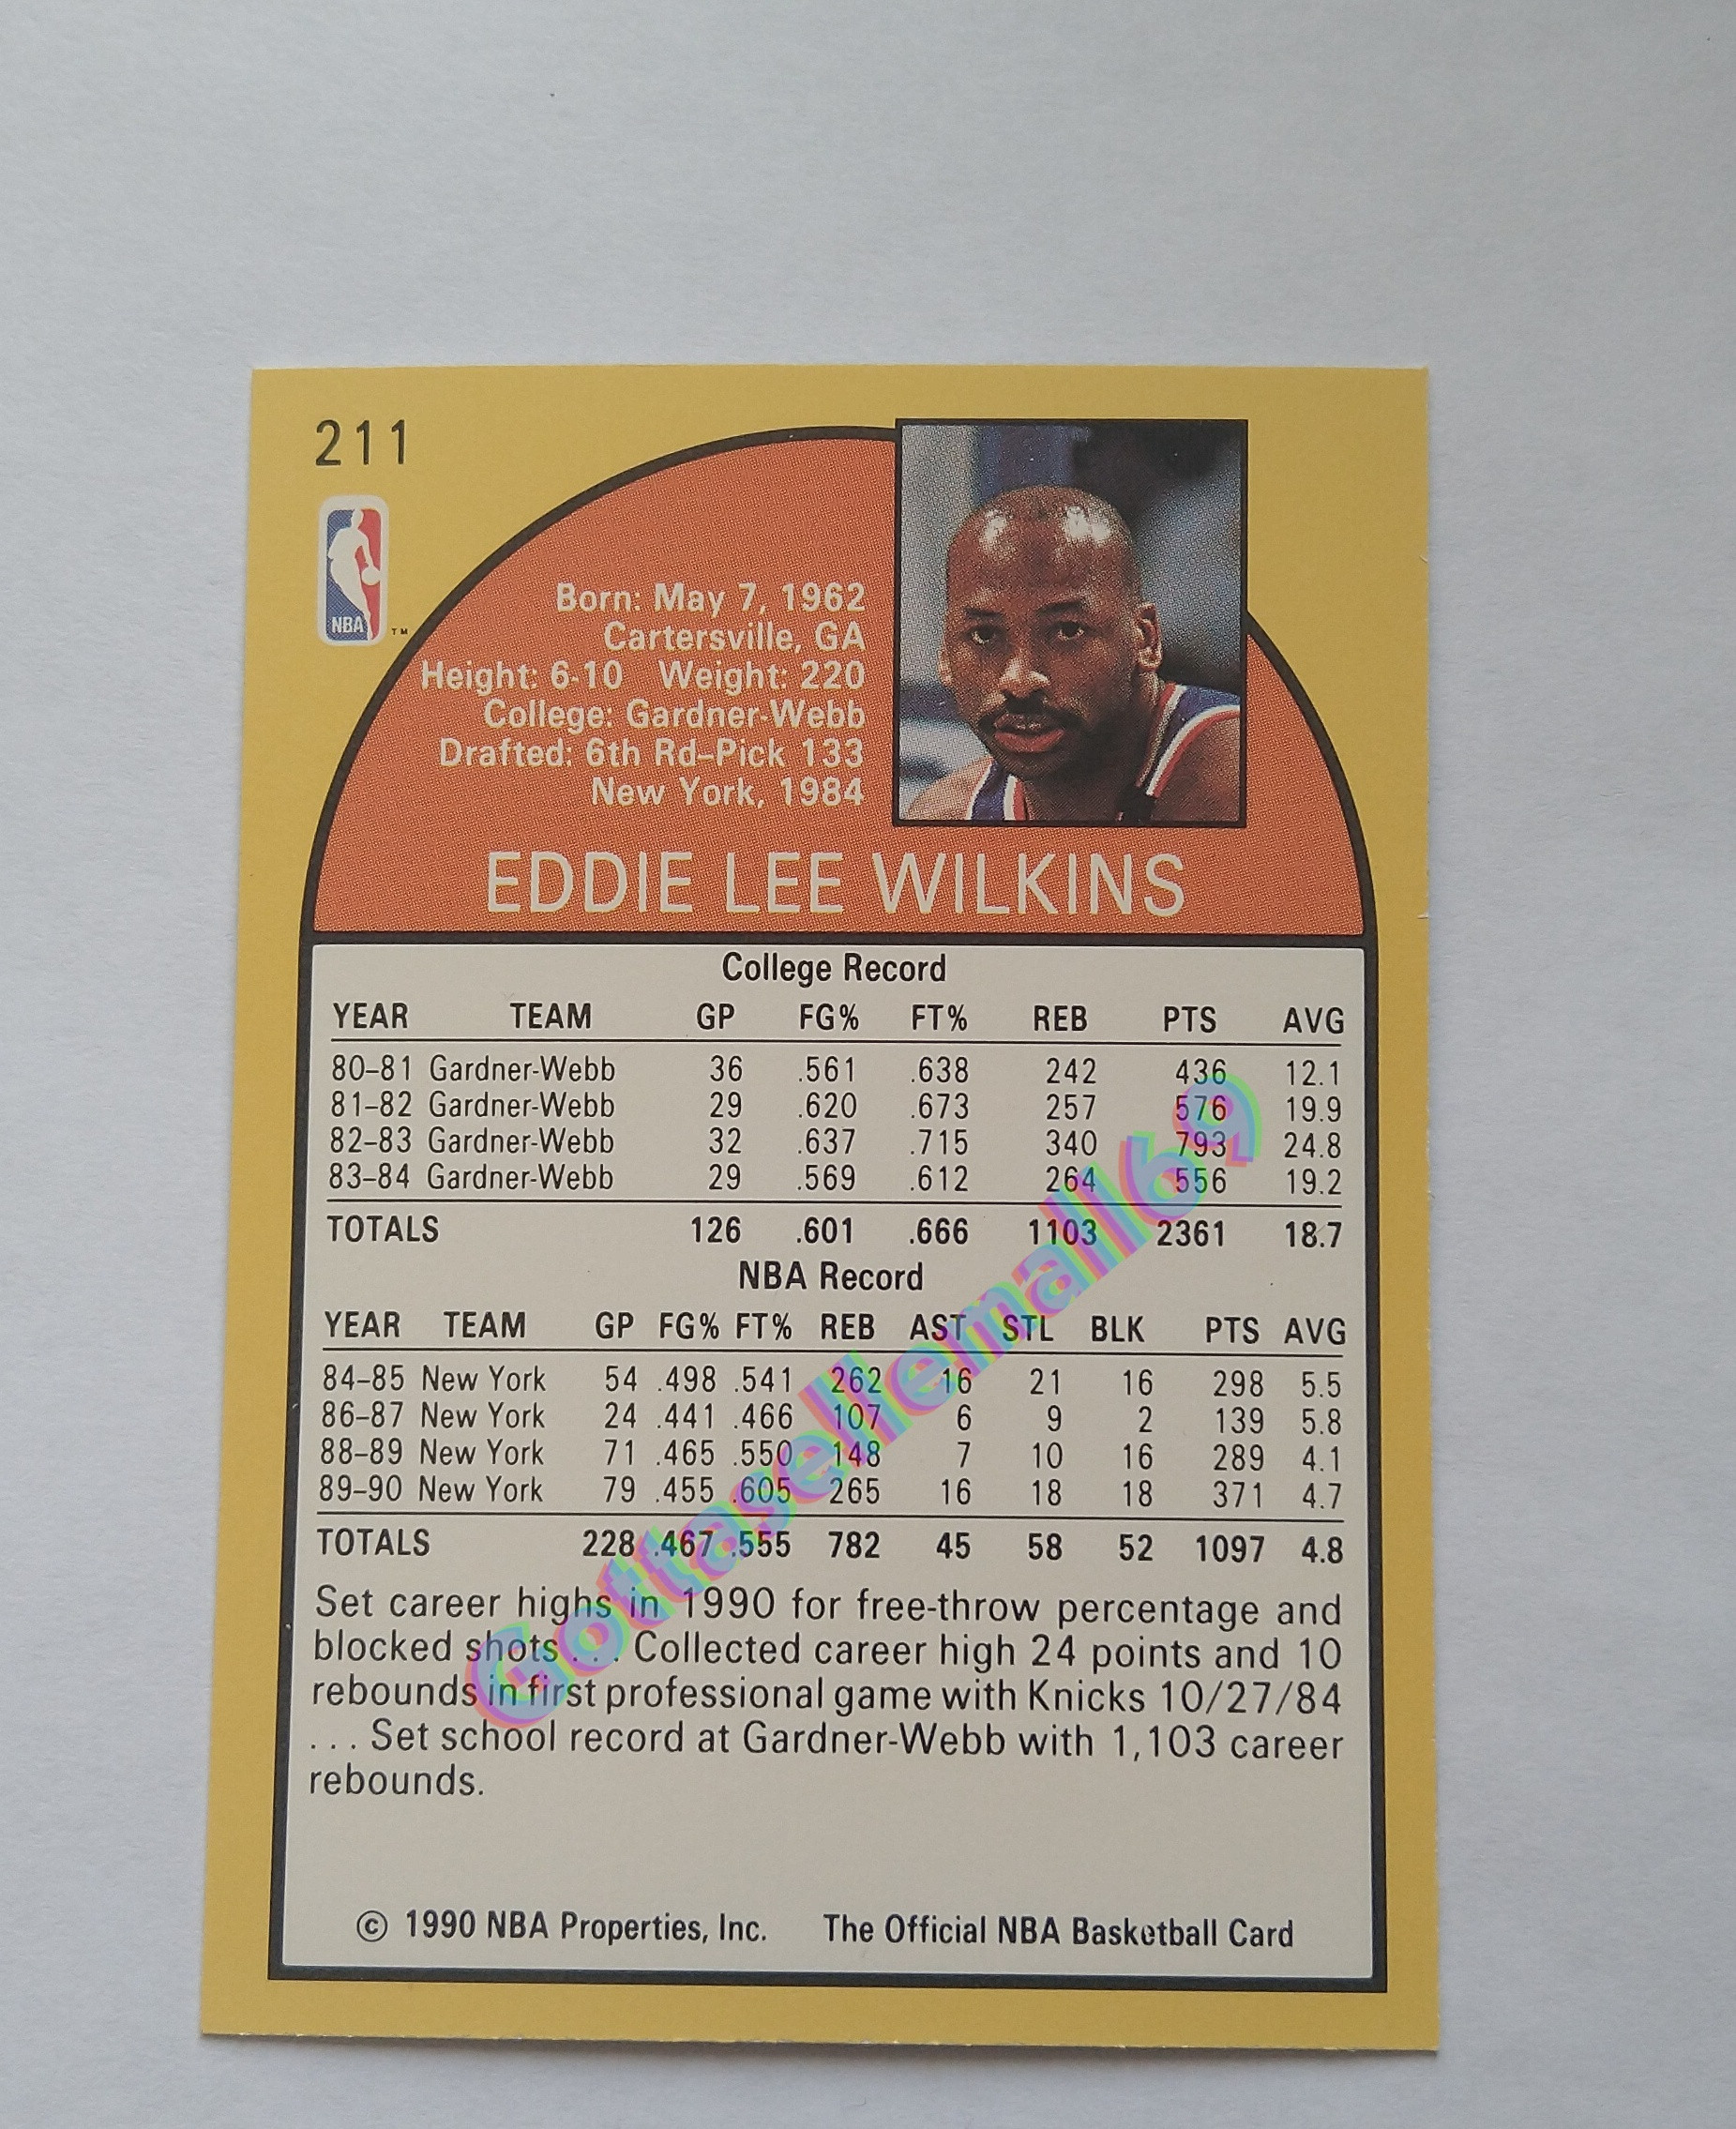 211
NBA
TM
Born: May 7, 1962
Cartersville, GA
Height: 6-10 Weight: 220
College: Gardner-Webb
Drafted: 6th Rd-Pick 133
New York, 1984
EDDIE LEE WILKINS
College Record
YEAR TEAM GP FG% FT% REB PTS AVG
80-81 Gardner-Webb 36 .561 .638 242 436 12.1
81-82 Gardner-Webb 29 .620 .673 257 576 19.9
82-83 Gardner-Webb 32 .637 .715 340 793 24.8
83-84 Gardner-Webb 29 .569 .612 264 556 19.2
TOTALS 126 .601 .666 1103 2361 18.7
NBA Record
YEAR TEAM GP FG% FT% REB AST STL BLK PTS AVG
84-85 New York 54 .498 .541 262 16 21 16 298 5.5
86-87 New York 24 .441 .466 107 6 9 2 139 5.8
88-89 New York 71 .465 .550 148 7 10 16 289 4.1
89-90 New York 79 .455 .605 265 16 18 18 371 4.7
TOTALS 228 .467 .555 782 45 58 52 1097 4.8
Set career highs in 1990 for free-throw percentage and
blocked shots . . . Collected career high 24 points and 10
rebounds in first professional game with Knicks 10/27/84
. . . Set school record at Gardner-Webb with 1,103 career
rebounds.
© 1990 NBA Properties, Inc. The Official NBA Basketball Card
Gottasellemall69